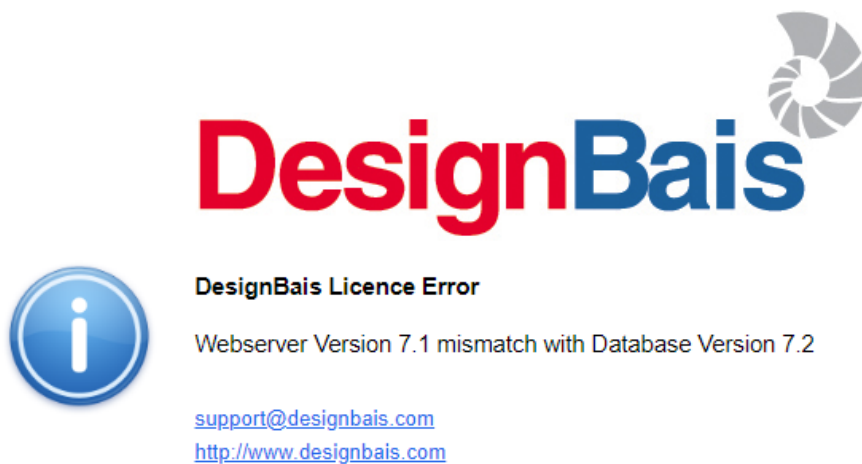 DesignBais
DesignBais Licence Error
Webserver Version 7.1 mismatch with Database Version 7.2
support@designbais.com
http://www.designbais.com